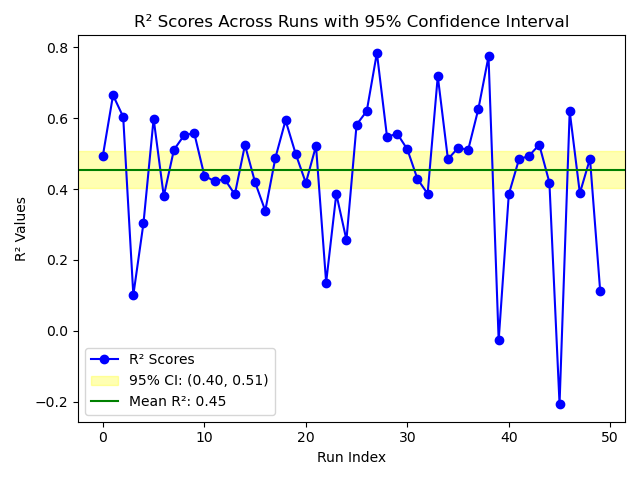 R² Scores Across Runs with 95% Confidence Interval
R² Values
0.8
0.6
0.4
0.2
0.0
−0.2
R² Scores
95% CI: (0.40, 0.51)
Mean R²: 0.45
0 10 20 30 40 50
Run Index